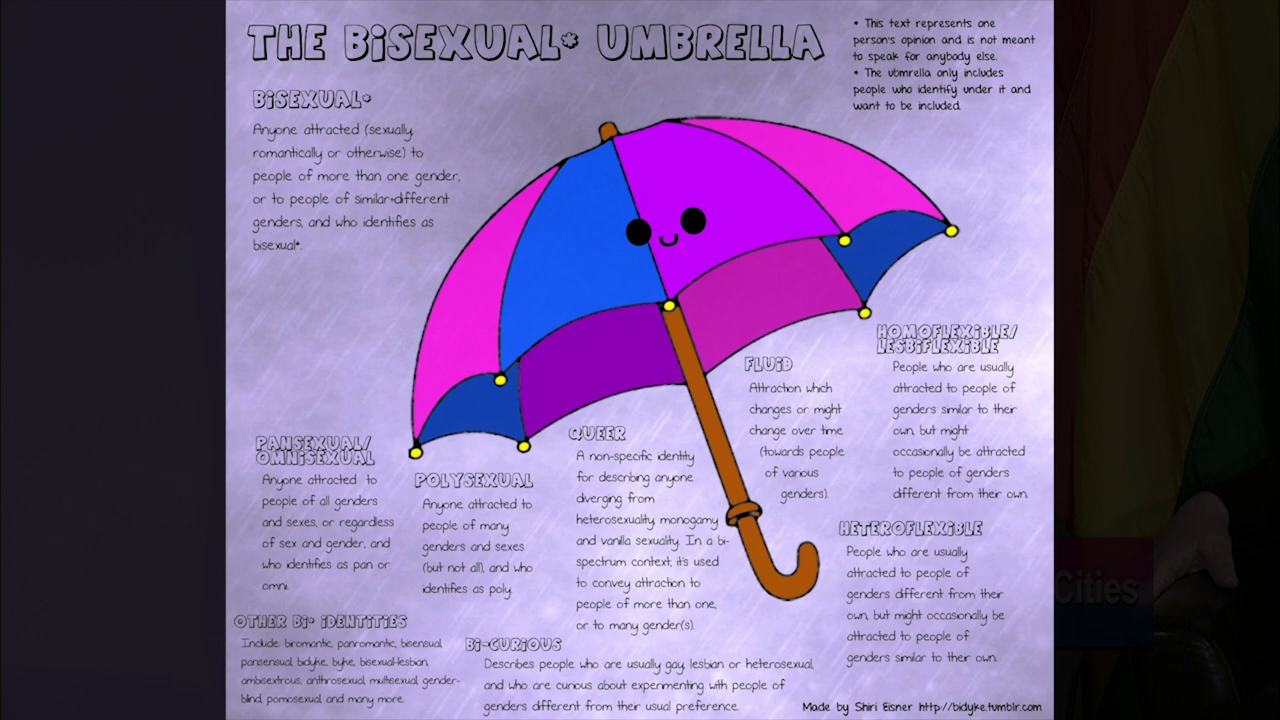 THE BISEXUAL* UMBRELLA
* This text represents one
person's opinion and is not meant
to speak for anybody else.
* The ubmrella only includes
people who identify under it and
want to be included.
BISEXUAL*
Anyone attracted (sexually,
romantically or otherwise) to
people of more than one gender,
or to people of similar+different
genders, and who identifies as
bisexual*.
PANSEXUAL/
OMNISEXUAL
Anyone attracted to
people of all genders
and sexes, or regardless
of sex and gender, and
who identifies as pan or
omni.
POLYSEXUAL
Anyone attracted to
people of many
genders and sexes
(but not all), and who
identifies as poly.
QUEER
A non-specific identity
for describing anyone
diverging from
heterosexuality, monogamy
and vanilla sexuality. In a bi-
spectrum context, it's used
to convey attraction to
people of more than one,
or to many gender(s).
FLUID
Attraction which
changes or might
change over time
(towards people
of various
genders).
HOMOFLEXIBLE/
LESBIFLEXIBLE
People who are usually
attracted to people of
genders similar to their
own, but might
occasionally be attracted
to people of genders
different from their own.
HETEROFLEXIBLE
People who are usually
attracted to people of
genders different from their
own, but might occasionally be
attracted to people of
genders similar to their own.
OTHER BI* IDENTITIES
Include: biromantic, panromantic, bisensual,
pansensual, bidyke, byke, bisexual-lesbian,
ambisextrous, anthrosexual, multisexual, gender-
blind, pomosexual, and many more.
BI-CURIOUS
Describes people who are usually gay, lesbian or heterosexual,
and who are curious about experimenting with people of
genders different from their usual preference.
Made by Shiri Eisner http://bidyke.tumblr.com
Cities